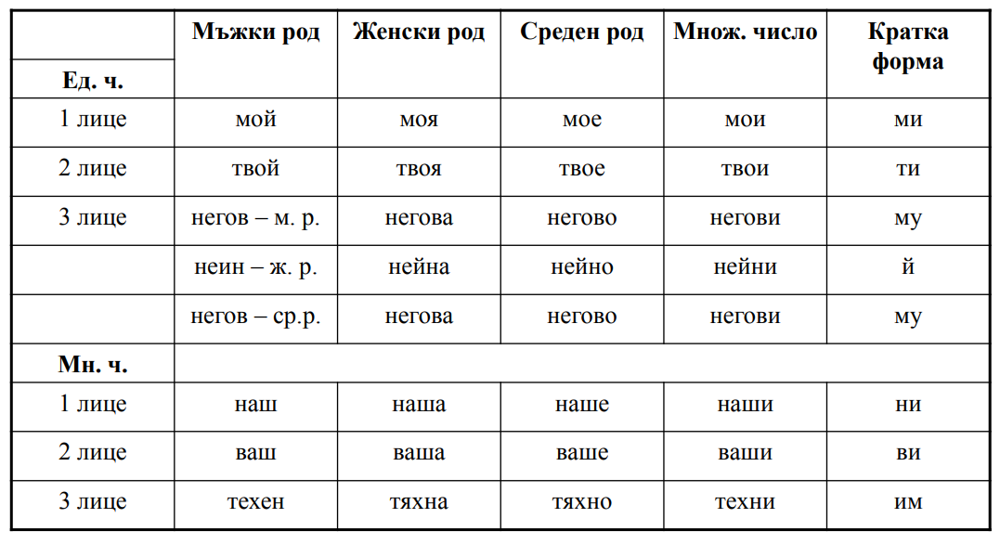 Мъжки род Женски род Среден род Множ. число Кратка форма
Ед. ч.
1 лице мой моя мое мои ми
2 лице твой твоя твое твои ти
3 лице негов – м. р. негова негово негови му
неин – ж. р. нейна нейно нейни й
негов – ср.р. негова негово негови му
Мн. ч.
1 лице наш наша наше наши ни
2 лице ваш ваша ваше ваши ви
3 лице техен тяхна тяхно техни им